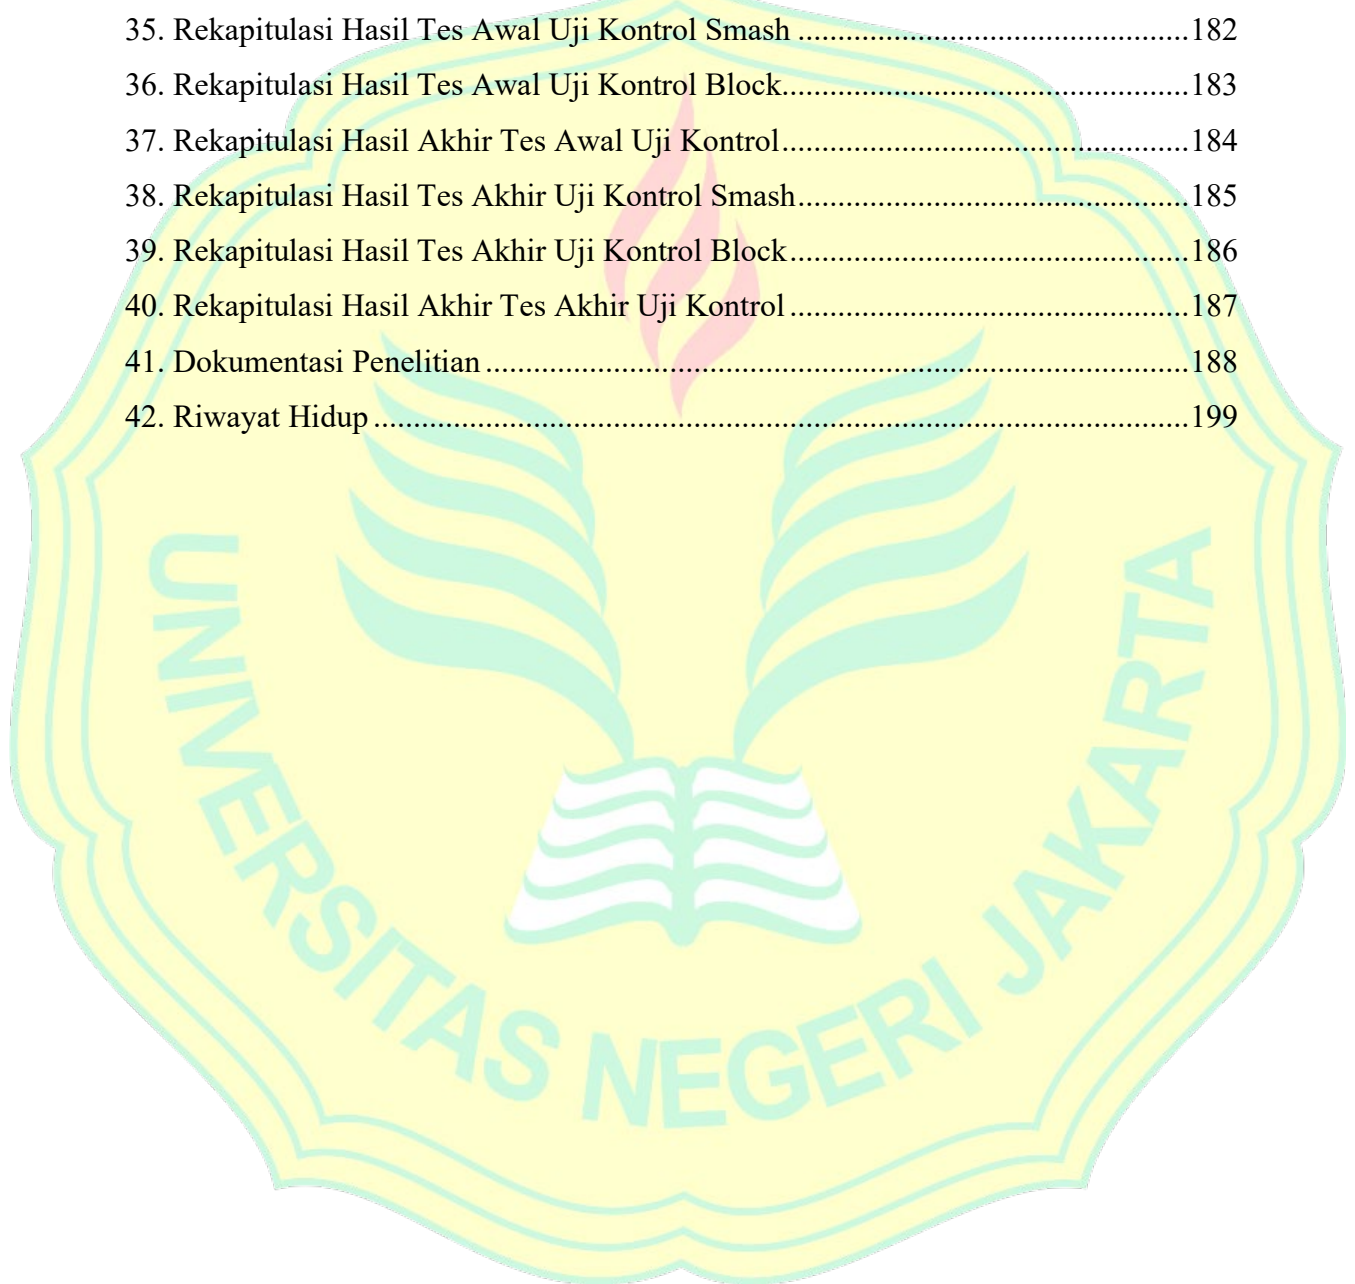 35. Rekapitulasi Hasil Tes Awal Uji Kontrol Smash ..................................................182
36. Rekapitulasi Hasil Tes Awal Uji Kontrol Block....................................................183
37. Rekapitulasi Hasil Akhir Tes Awal Uji Kontrol....................................................184
38. Rekapitulasi Hasil Tes Akhir Uji Kontrol Smash..................................................185
39. Rekapitulasi Hasil Tes Akhir Uji Kontrol Block...................................................186
40. Rekapitulasi Hasil Akhir Tes Akhir Uji Kontrol ...................................................187
41. Dokumentasi Penelitian ..........................................................................................188
42. Riwayat Hidup ........................................................................................................199
UNIVERSITAS NEGERI JAKARTA